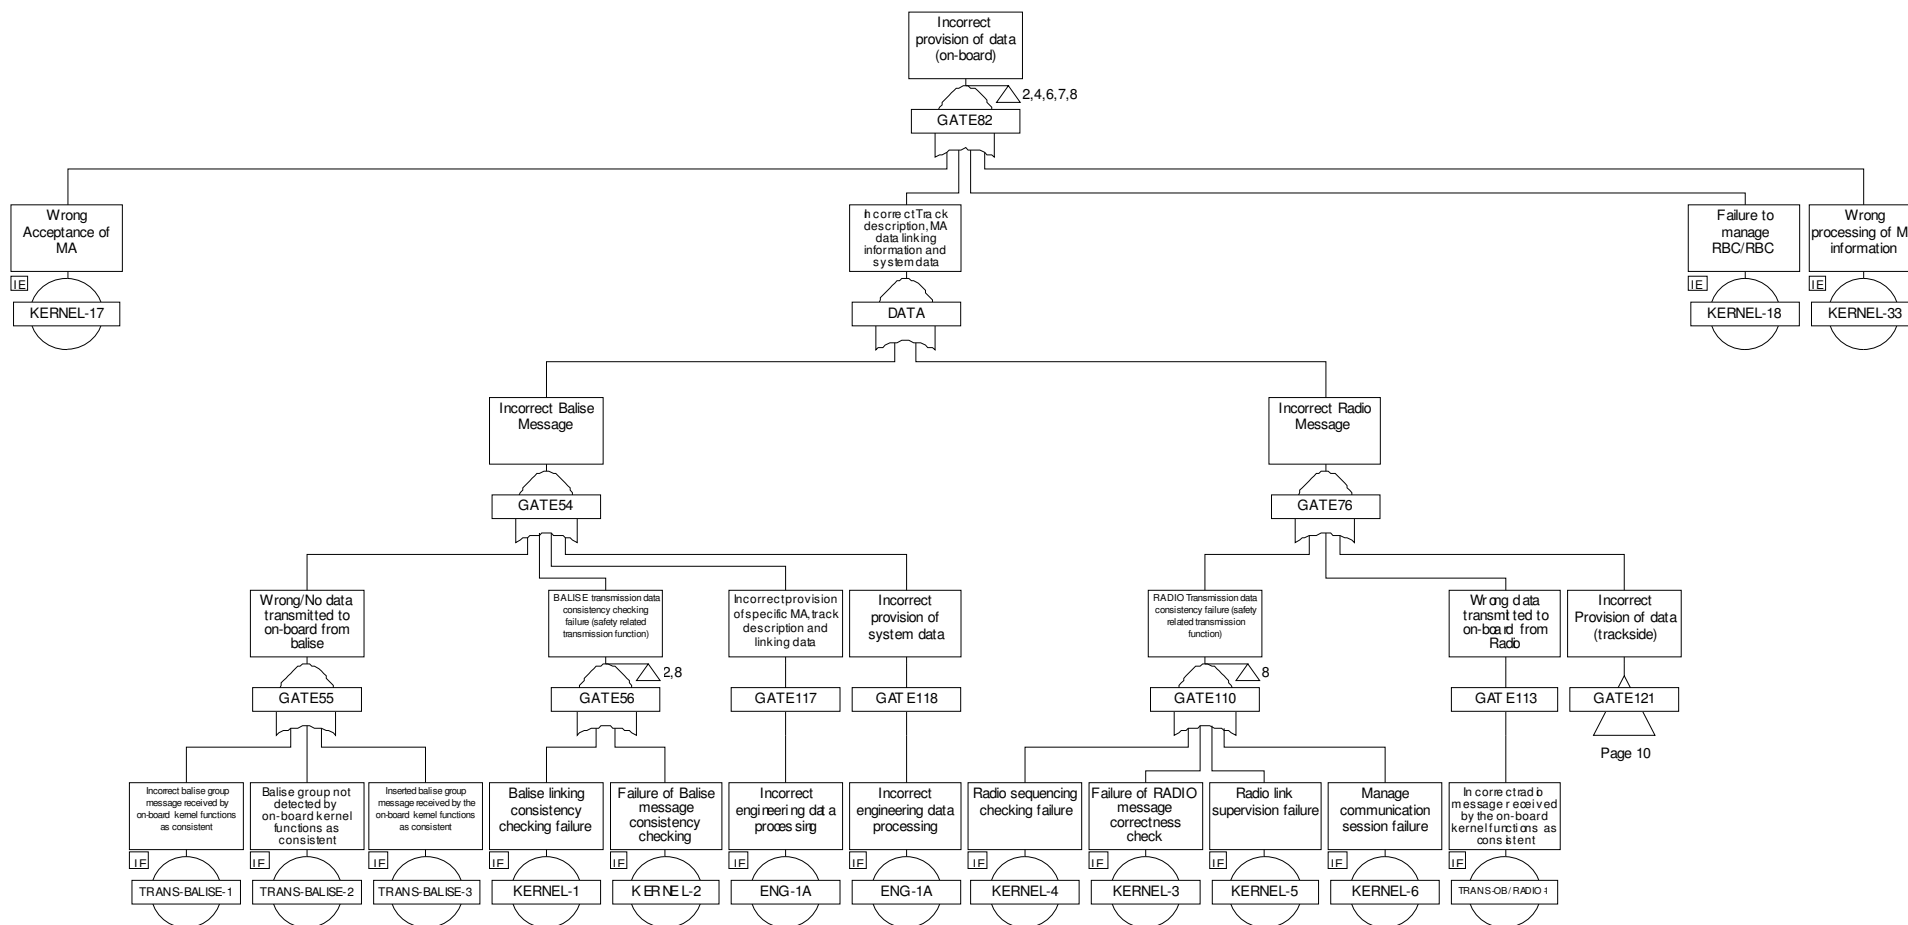 Incorrect
provision of data
(on-board)
2,4,6,7,8
GATE82
Wrong
Acceptance of
MA
IE
KERNEL-17
Incorrect Track
description, MA
data linking
information and
system data
DATA
Failure to
manage
RBC/RBC
IE
KERNEL-18
Wrong
processing of M
information
IE
KERNEL-33
Incorrect Balise
Message
GATE54
Incorrect Radio
Message
GATE76
Wrong/No data
transmitted to
on-board from
balise
GATE55
BALISE transmission data
consistency checking
failure (safety related
transmission function)
2,8
GATE56
Incorrect provision
of specific MA, track
description and
linking data
GATE117
Incorrect
provision of
system data
GATE118
RADIO Transmission data
consistency failure (safety
related transmission
function)
8
GATE110
Wrong data
transmitted to
on-board from
Radio
GATE113
Incorrect
Provision of data
(trackside)
GATE121
Page 10
Incorrect balise group
message received by
on-board kernel functions
as consistent
IF
TRANS-BALISE-1
Balise group not
detected by
on-board kernel
functions as
consistent
IF
TRANS-BALISE-2
Inserted balise group
message received by the
on-board kernel functions
as consistent
IF
TRANS-BALISE-3
Balise linking
consistency
checking failure
IF
KERNEL-1
Failure of Balise
message
consistency
checking
IF
KERNEL-2
Incorrect
engineering data
processing
IF
ENG-1A
Incorrect
engineering data
processing
IF
ENG-1A
Radio sequencing
checking failure
IF
KERNEL-4
Failure of RADIO
message
correctness
check
IF
KERNEL-3
Radio link
supervision failure
IF
KERNEL-5
Manage
communication
session failure
IF
KERNEL-6
Incorrect radio
message received
by the on-board
kernel functions as
consistent
IF
TRANS-OB/RADIO-